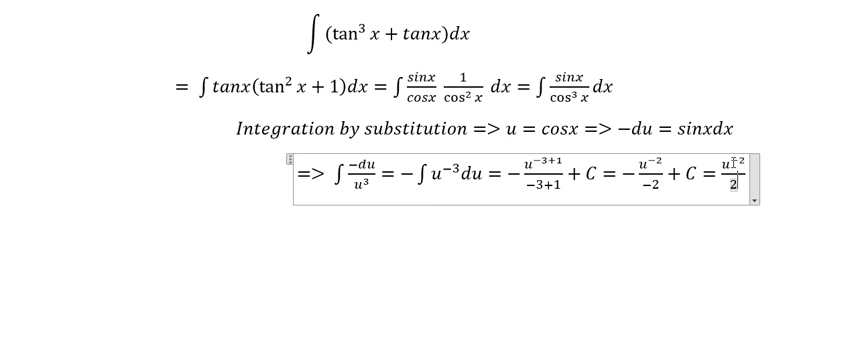 ∫ (tan³ x + tanx)dx
= ∫ tanx(tan² x + 1)dx = ∫ sinx/cosx 1/cos² x dx = ∫ sinx/cos³ x dx
Integration by substitution => u = cosx => −du = sinxdx
=> ∫ −du/u³ = − ∫ u⁻³du = − u⁻³⁺¹/−3+1 + C = − u⁻²/−2 + C = u⁻²/2